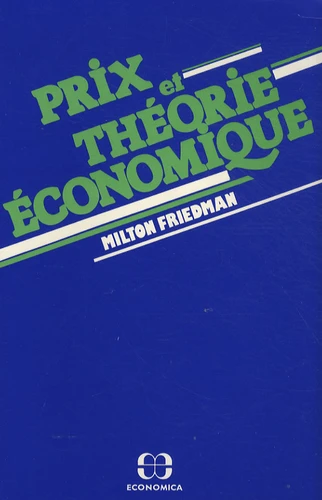 PRIX et
THÉORIE
ÉCONOMIQUE
MILTON FRIEDMAN
ECONOMICA